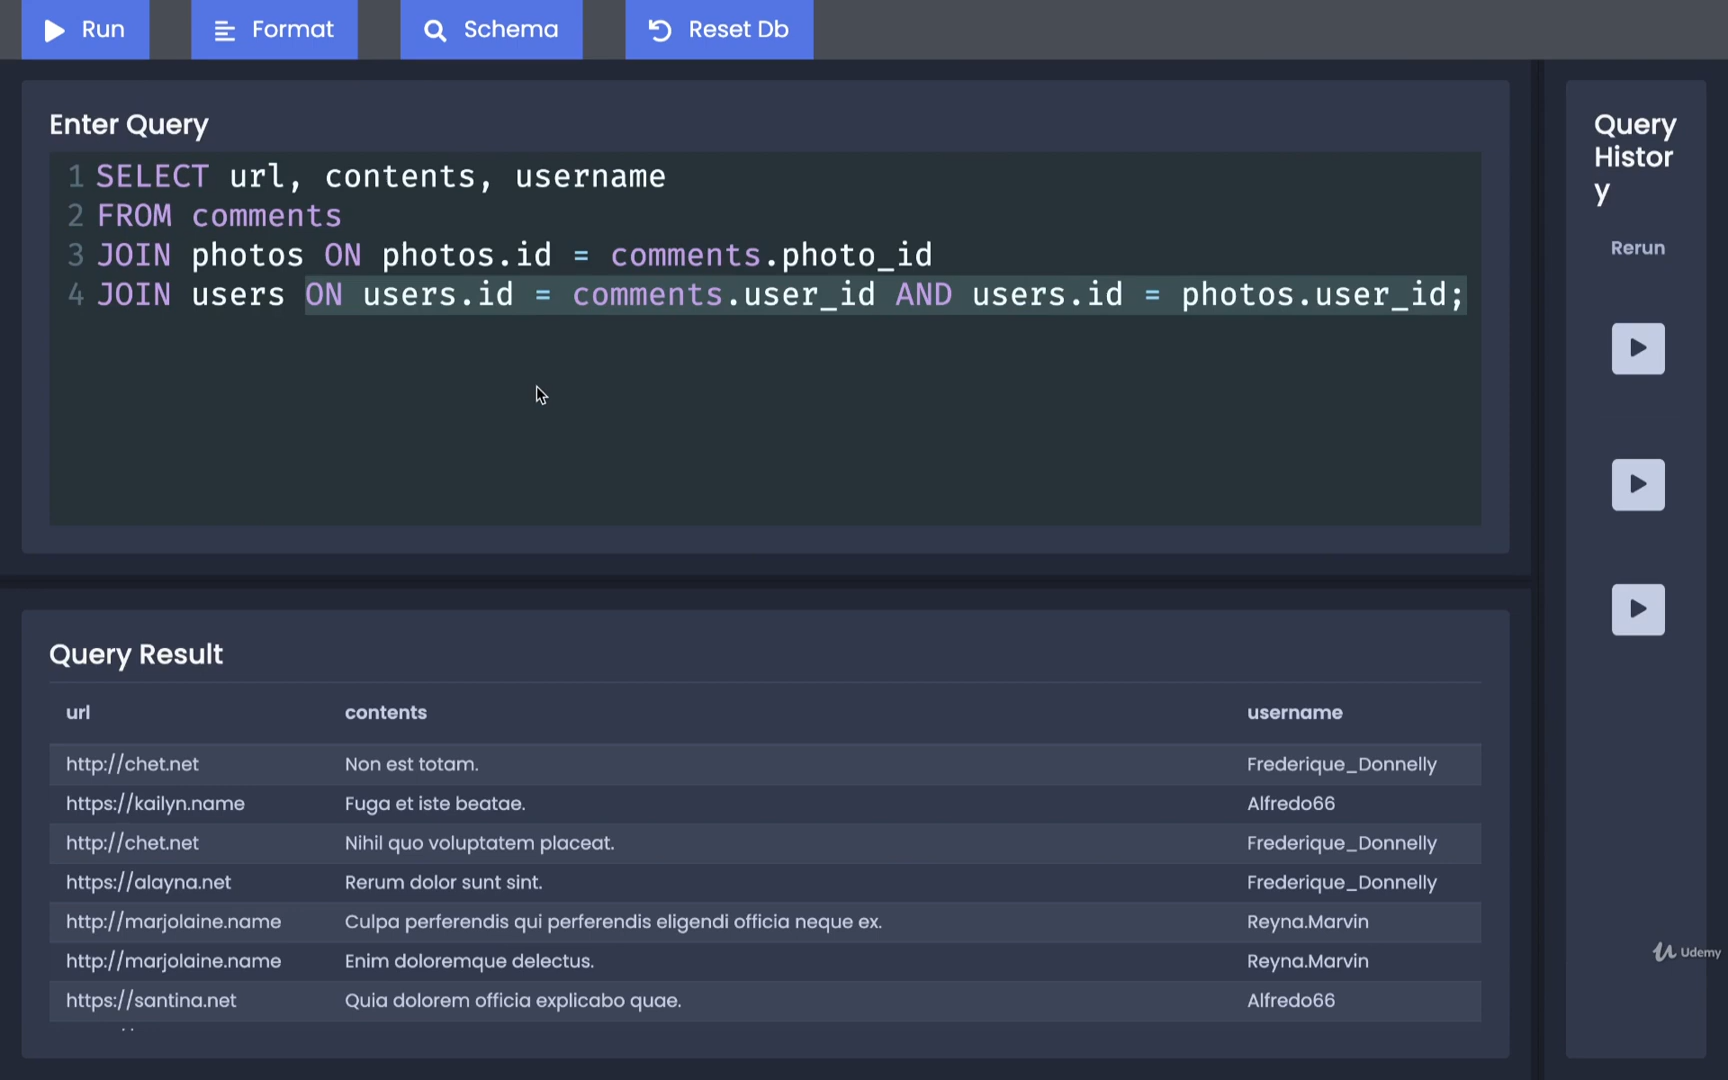 Run
Format
Schema
Reset Db
Enter Query
1 SELECT url, contents, username
2 FROM comments
3 JOIN photos ON photos.id = comments.photo_id
4 JOIN users ON users.id = comments.user_id AND users.id = photos.user_id;
Query Result
url contents username
http://chet.net Non est totam. Frederique_Donnelly
https://kailyn.name Fuga et iste beatae. Alfredo66
http://chet.net Nihil quo voluptatem placeat. Frederique_Donnelly
https://alayna.net Rerum dolor sunt sint. Frederique_Donnelly
http://marjolaine.name Culpa perferendis qui perferendis eligendi officia neque ex. Reyna.Marvin
http://marjolaine.name Enim doloremque delectus. Reyna.Marvin
https://santina.net Quia dolorem officia explicabo quae. Alfredo66
Query
Histor
y
Rerun
Udemy